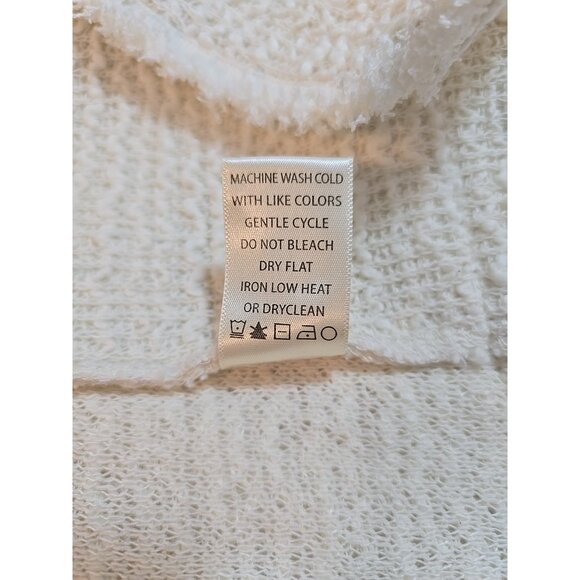 MACHINE WASH COLD
WITH LIKE COLORS
GENTLE CYCLE
DO NOT BLEACH
DRY FLAT
IRON LOW HEAT
OR DRYCLEAN